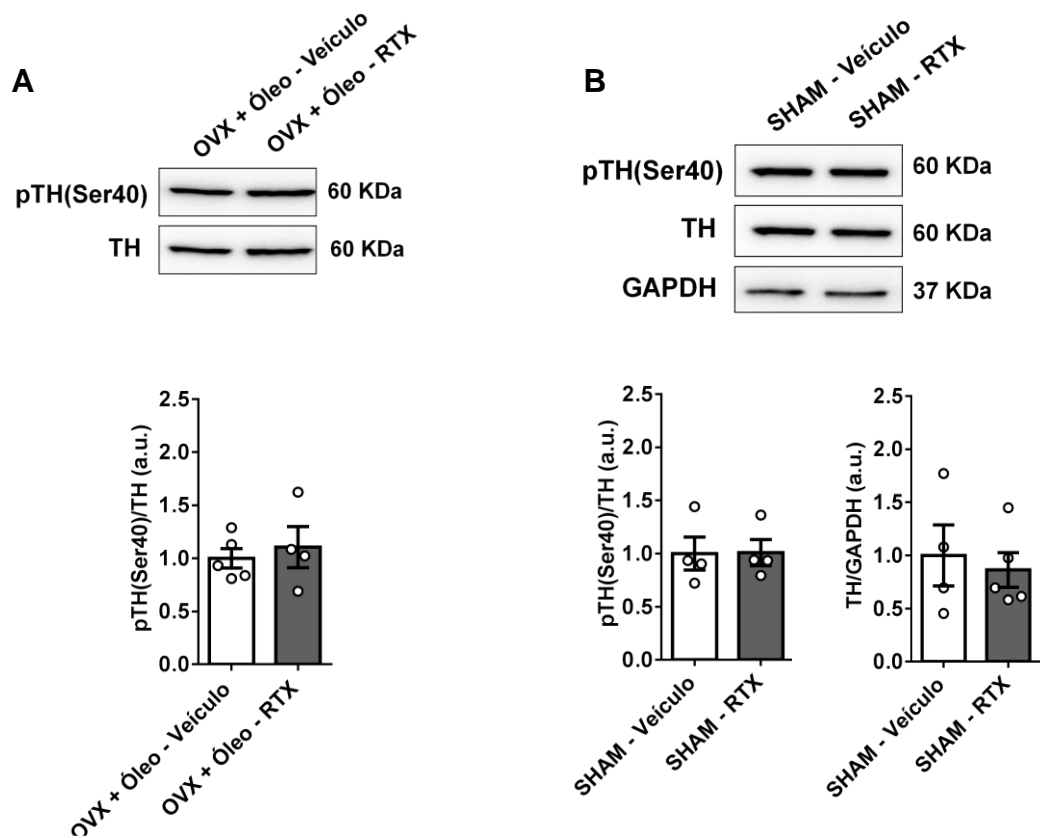 A
OVX + Óleo - Veículo
OVX + Óleo - RTX
pTH(Ser40)
60 KDa
TH
60 KDa
B
SHAM - Veículo
SHAM - RTX
pTH(Ser40)
60 KDa
TH
60 KDa
GAPDH
37 KDa
pTH(Ser40)/TH (a.u.)
2.5
2.0
1.5
1.0
0.5
0.0
OVX + Óleo - Veículo
OVX + Óleo - RTX
pTH(Ser40)/TH (a.u.)
2.5
2.0
1.5
1.0
0.5
0.0
SHAM - Veículo
SHAM - RTX
TH/GAPDH (a.u.)
2.5
2.0
1.5
1.0
0.5
0.0
SHAM - Veículo
SHAM - RTX